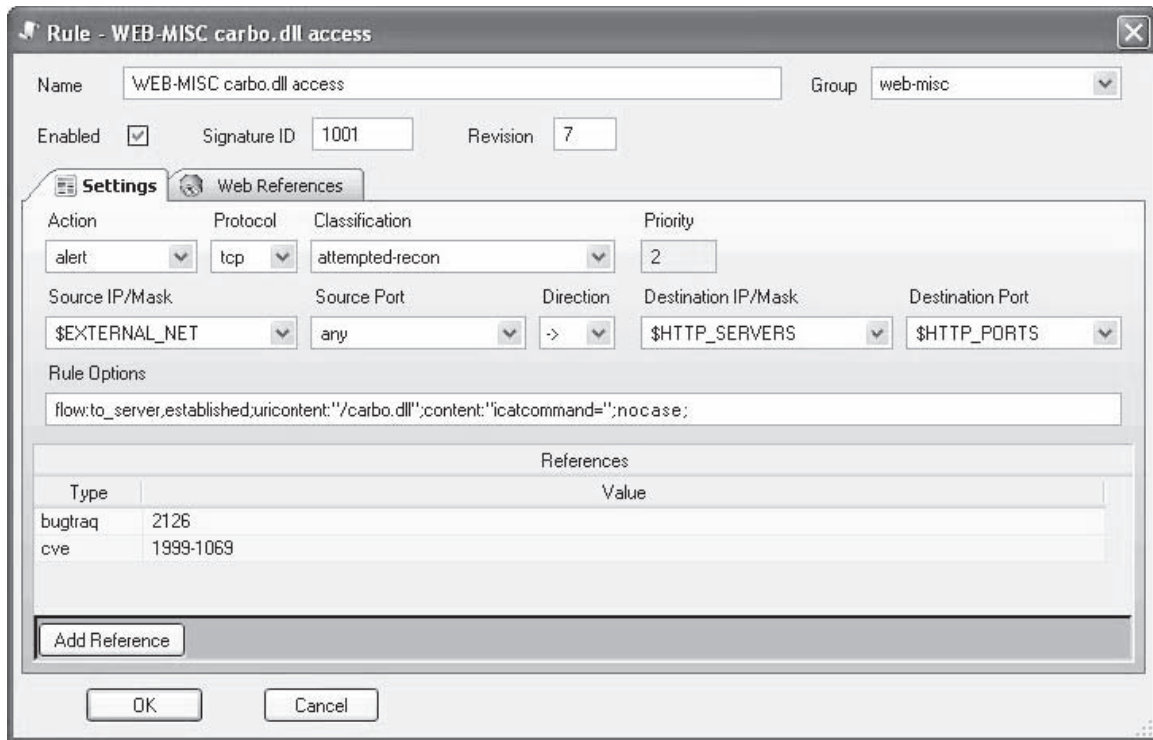 Rule - WEB-MISC carbo.dll access
Name WEB-MISC carbo.dll access Group web-misc
Enabled Signature ID 1001 Revision 7
Settings Web References
Action Protocol Classification Priority
alert tcp attempted-recon 2
Source IP/Mask Source Port Direction Destination IP/Mask Destination Port
$EXTERNAL_NET any -> $HTTP_SERVERS $HTTP_PORTS
Rule Options
flow:to_server,established;uricontent:"/carbo.dll";content:"icatcommand=";nocase;
References
Type Value
bugtraq 2126
cve 1999-1069
Add Reference
OK Cancel